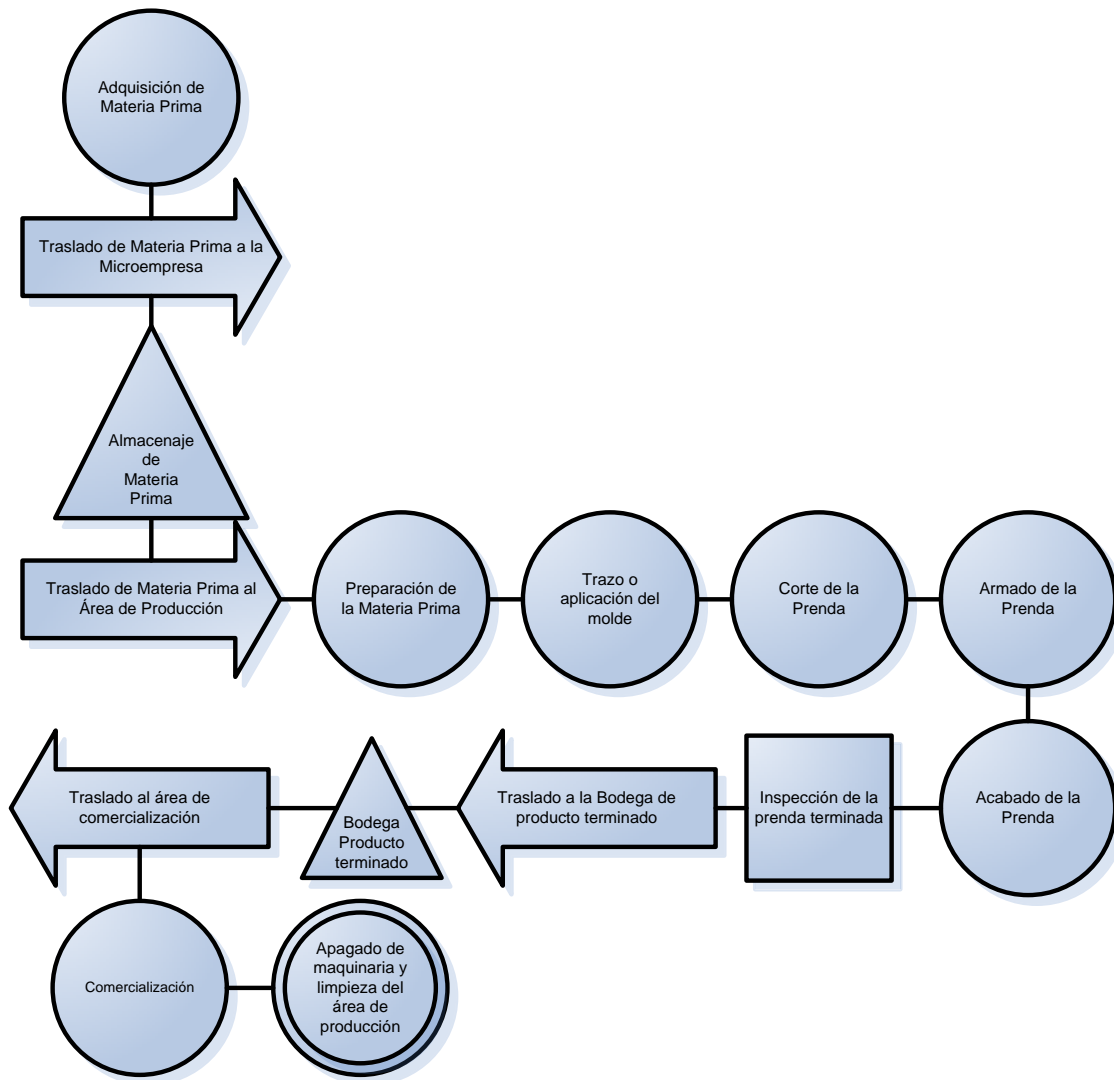 Adquisición de
Materia Prima
Traslado de Materia Prima a la
Microempresa
Almacenaje
de
Materia
Prima
Traslado de Materia Prima al
Área de Producción
Preparación de
la Materia Prima
Trazo o
aplicación del
molde
Corte de la
Prenda
Armado de la
Prenda
Acabado de la
Prenda
Inspección de la
prenda terminada
Traslado a la Bodega de
producto terminado
Bodega
Producto
terminado
Traslado al área de
comercialización
Comercialización
Apagado de
maquinaria y
limpieza del
área de
producción